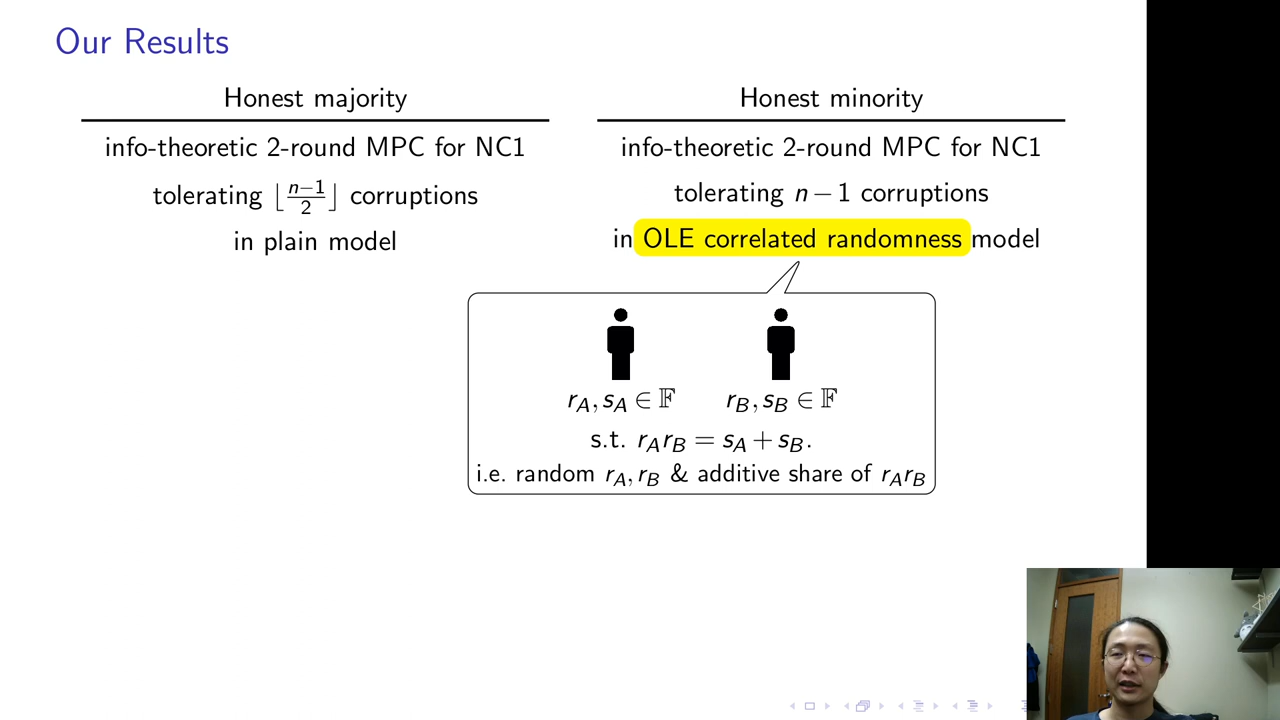 Our Results
Honest majority
info-theoretic 2-round MPC for NC1
tolerating ⌊(n−1)/2⌋ corruptions
in plain model
Honest minority
info-theoretic 2-round MPC for NC1
tolerating n − 1 corruptions
in OLE correlated randomness model
r_A, s_A ∈ 𝔽
r_B, s_B ∈ 𝔽
s.t. r_A r_B = s_A + s_B.
i.e. random r_A, r_B & additive share of r_A r_B